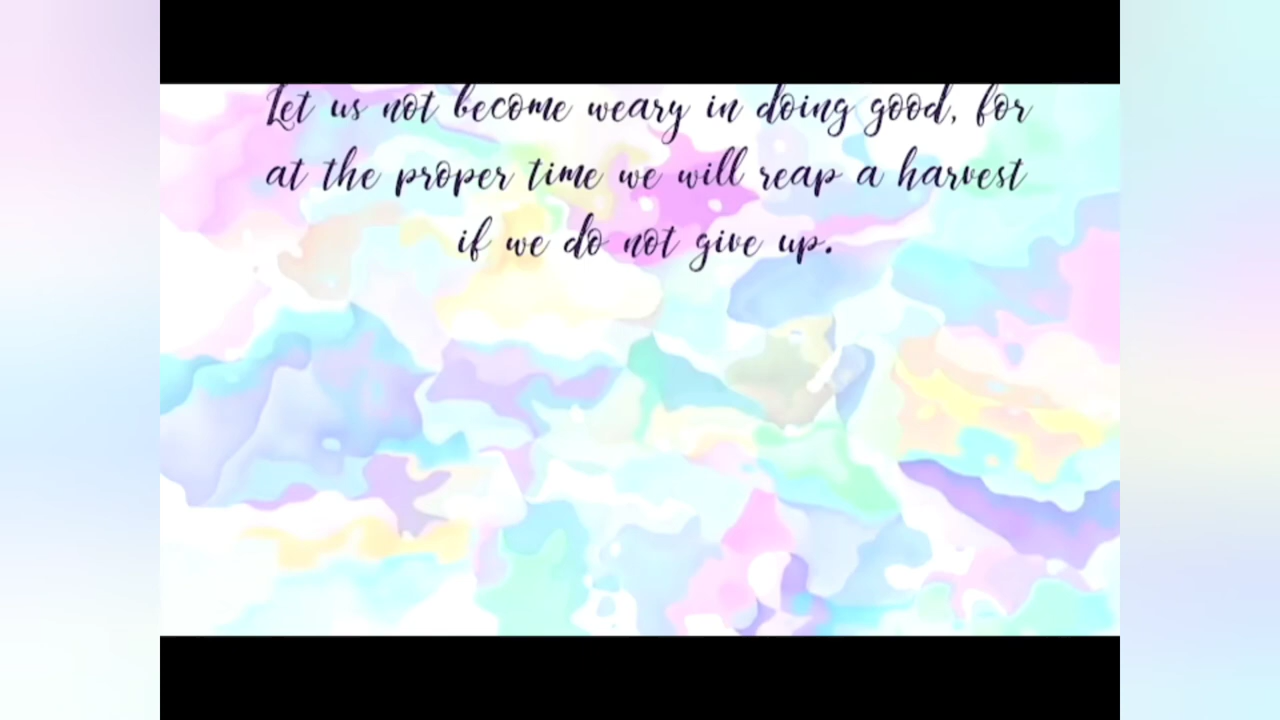 Let us not become weary in doing good, for
at the proper time we will reap a harvest
if we do not give up.